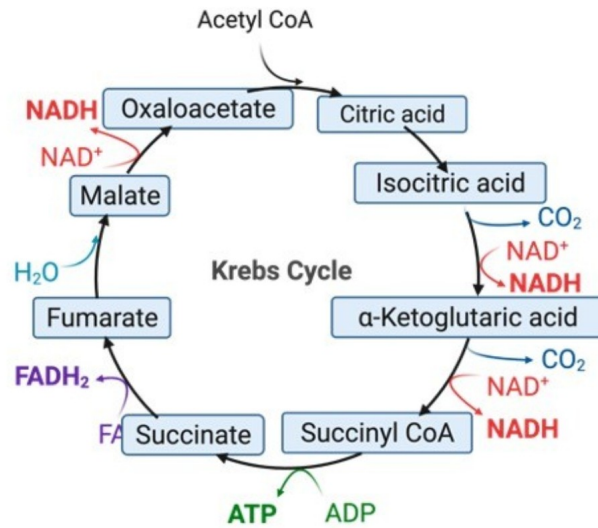 Acetyl CoA
Oxaloacetate
Citric acid
Isocitric acid
CO₂
NAD⁺
NADH
α-Ketoglutaric acid
CO₂
NAD⁺
NADH
Succinyl CoA
ADP
ATP
Succinate
FA
FADH₂
Fumarate
H₂O
Malate
NAD⁺
NADH
Krebs Cycle